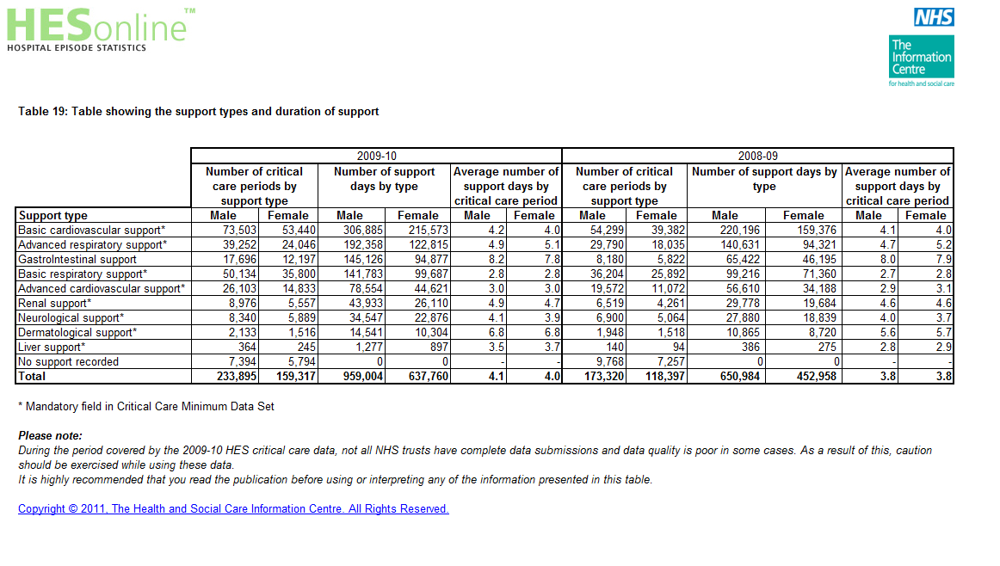 HESonline™
HOSPITAL EPISODE STATISTICS
NHS
The
Information
Centre
for health and social care
Table 19: Table showing the support types and duration of support
2009-10 2008-09
Number of critical care periods by support type Number of support days by type Average number of support days by critical care period Number of critical care periods by support type Number of support days by type Average number of support days by critical care period
Support type Male Female Male Female Male Female Male Female Male Female Male Female
Basic cardiovascular support* 73,503 53,440 306,885 215,573 4.2 4.0 54,299 39,382 220,196 159,376 4.1 4.0
Advanced respiratory support* 39,252 24,046 192,358 122,815 4.9 5.1 29,790 18,035 140,631 94,321 4.7 5.2
GastroIntestinal support 17,696 12,197 145,126 94,877 8.2 7.8 8,180 5,822 65,422 46,195 8.0 7.9
Basic respiratory support* 50,134 35,800 141,783 99,687 2.8 2.8 36,204 25,892 99,216 71,360 2.7 2.8
Advanced cardiovascular support* 26,103 14,833 78,554 44,621 3.0 3.0 19,572 11,072 56,610 34,188 2.9 3.1
Renal support* 8,976 5,557 43,933 26,110 4.9 4.7 6,519 4,261 29,778 19,684 4.6 4.6
Neurological support* 8,340 5,889 34,547 22,876 4.1 3.9 6,900 5,064 27,880 18,839 4.0 3.7
Dermatological support* 2,133 1,516 14,541 10,304 6.8 6.8 1,948 1,518 10,865 8,720 5.6 5.7
Liver support* 364 245 1,277 897 3.5 3.7 140 94 386 275 2.8 2.9
No support recorded 7,394 5,794 0 0 - - 9,768 7,257 0 0 - -
Total 233,895 159,317 959,004 637,760 4.1 4.0 173,320 118,397 650,984 452,958 3.8 3.8
* Mandatory field in Critical Care Minimum Data Set
Please note:
During the period covered by the 2009-10 HES critical care data, not all NHS trusts have complete data submissions and data quality is poor in some cases. As a result of this, caution
should be exercised while using these data.
It is highly recommended that you read the publication before using or interpreting any of the information presented in this table.
Copyright © 2011, The Health and Social Care Information Centre. All Rights Reserved.